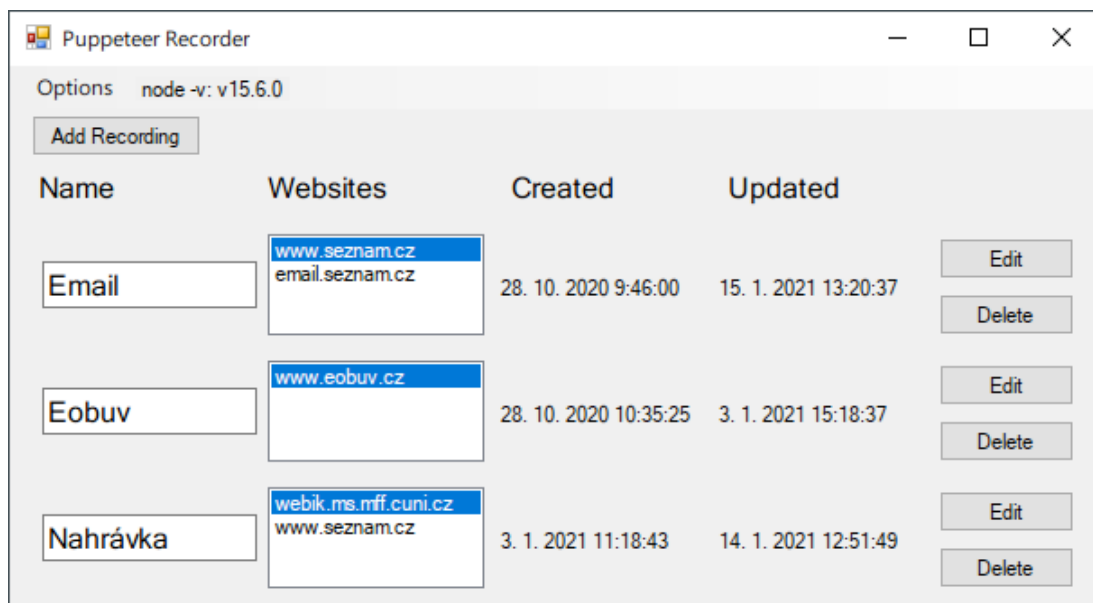 Puppeteer Recorder
Options node -v: v15.6.0
Add Recording
Name Websites Created Updated
www.seznam.cz
email.seznam.cz
Email
28. 10. 2020 9:46:00 15. 1. 2021 13:20:37
Edit
Delete
www.eobuv.cz
Eobuv
28. 10. 2020 10:35:25 3. 1. 2021 15:18:37
Edit
Delete
webik.ms.mff.cuni.cz
www.seznam.cz
Nahrávka
3. 1. 2021 11:18:43 14. 1. 2021 12:51:49
Edit
Delete